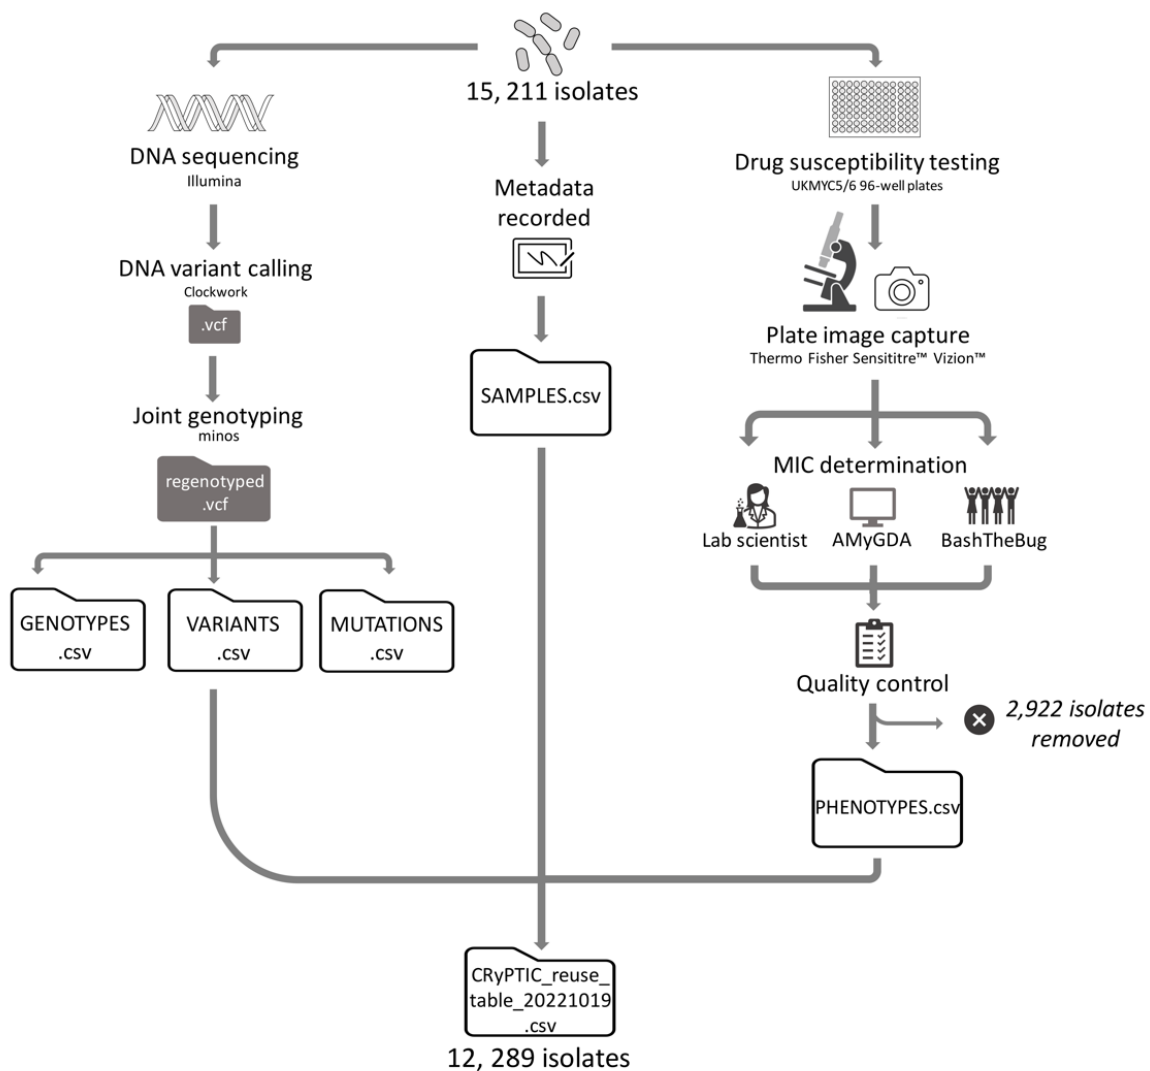 15, 211 isolates
DNA sequencing
Illumina
DNA variant calling
Clockwork
.vcf
Joint genotyping
minos
regenotyped
.vcf
GENOTYPES
.csv
VARIANTS
.csv
MUTATIONS
.csv
Metadata
recorded
SAMPLES.csv
Drug susceptibility testing
UKMYC5/6 96-well plates
Plate image capture
Thermo Fisher Sensititre™ Vizion™
MIC determination
Lab scientist
AMyGDA
BashTheBug
Quality control
2,922 isolates
removed
PHENOTYPES.csv
CRyPTIC_reuse_
table_20221019
.csv
12, 289 isolates